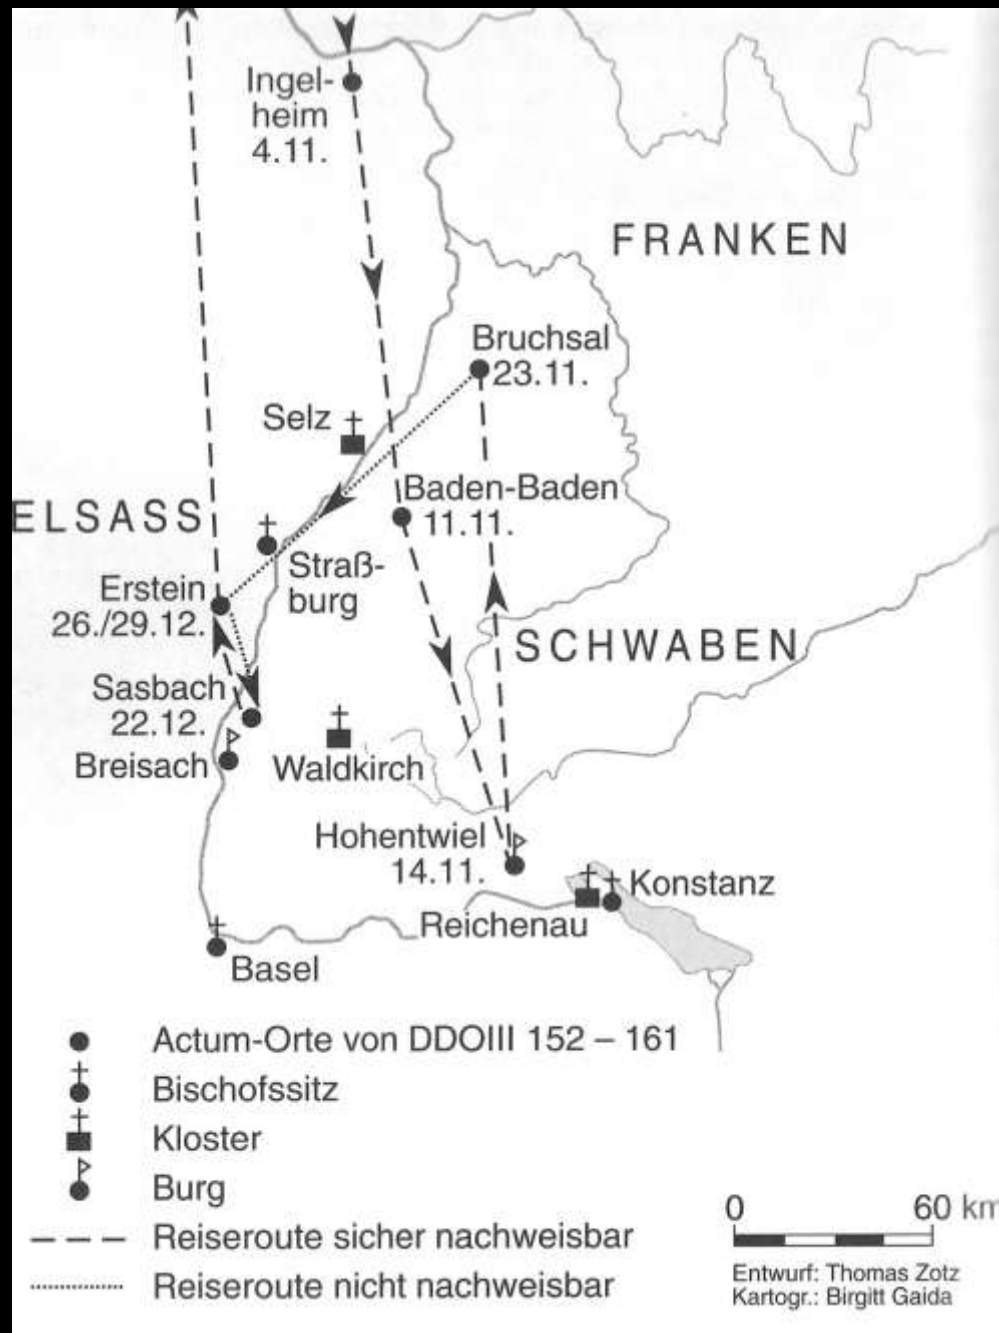 Ingel-
heim
4.11.
FRANKEN
Bruchsal
23.11.
Selz
Baden-Baden
11.11.
ELSASS
Straß-
burg
Erstein
26./29.12.
SCHWABEN
Sasbach
22.12.
Breisach
Waldkirch
Hohentwiel
14.11.
Konstanz
Reichenau
Basel
Actum-Orte von DDOIII 152 – 161
Bischofssitz
Kloster
Burg
0 60 km
Reiseroute sicher nachweisbar
Reiseroute nicht nachweisbar
Entwurf: Thomas Zotz
Kartogr.: Birgitt Gaida